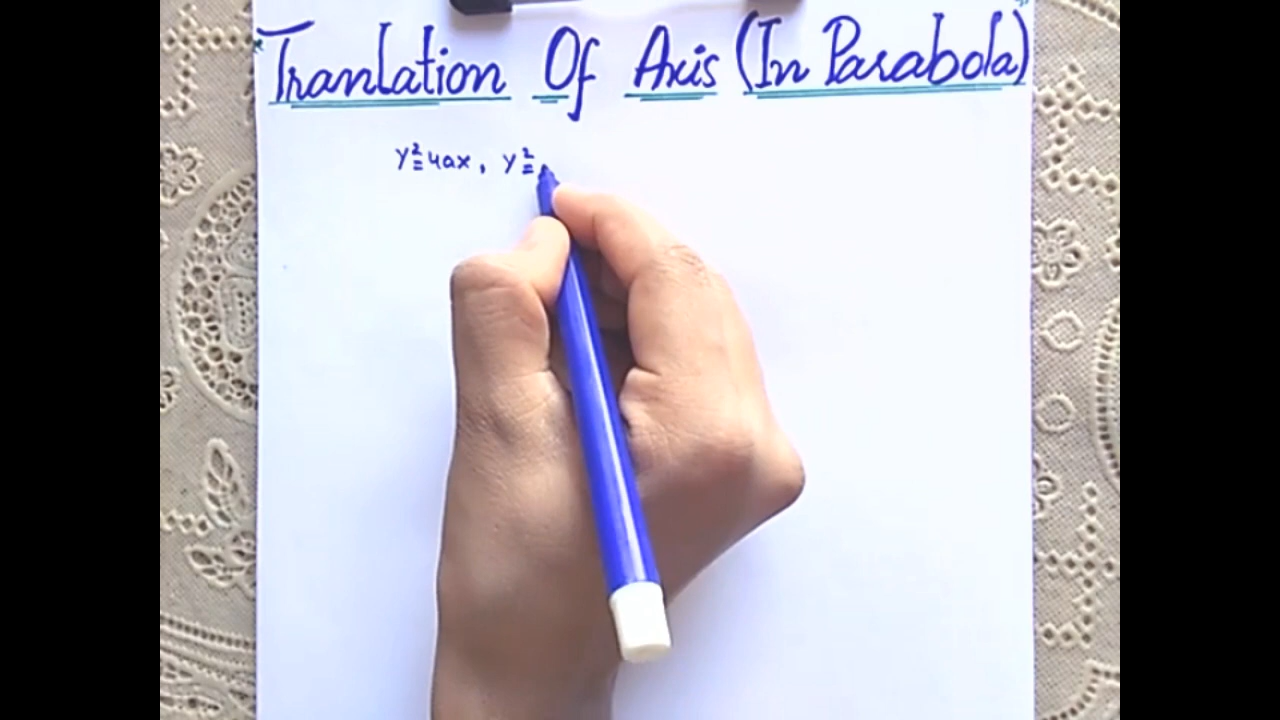 Tranlation Of Axis (In Parabola)
y²=4ax, y²=